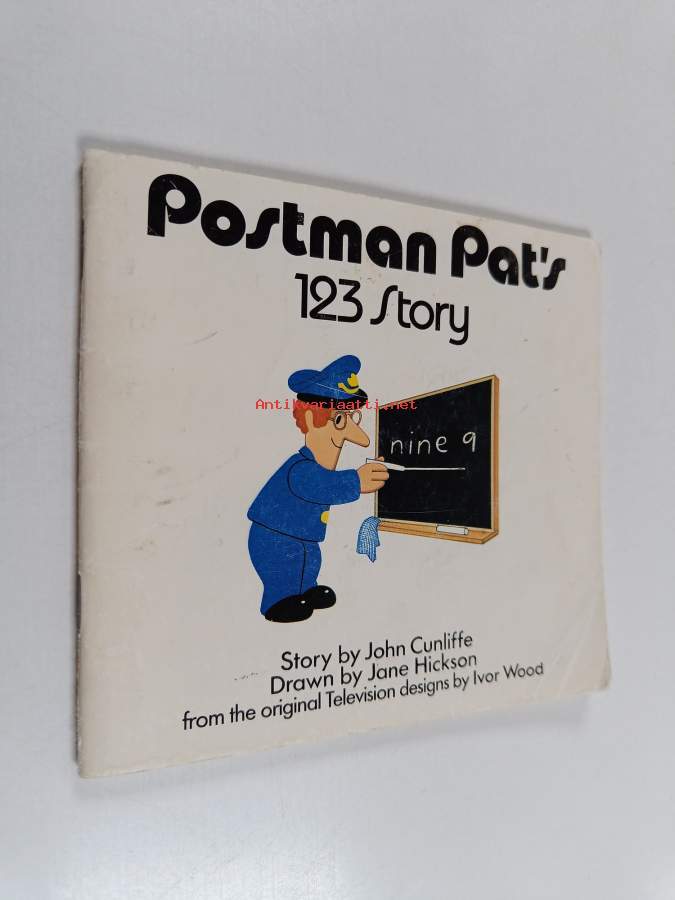 Postman Pat's
123 Story
Antikvariaatti.net
nine 9
Story by John Cunliffe
Drawn by Jane Hickson
from the original Television designs by Ivor Wood